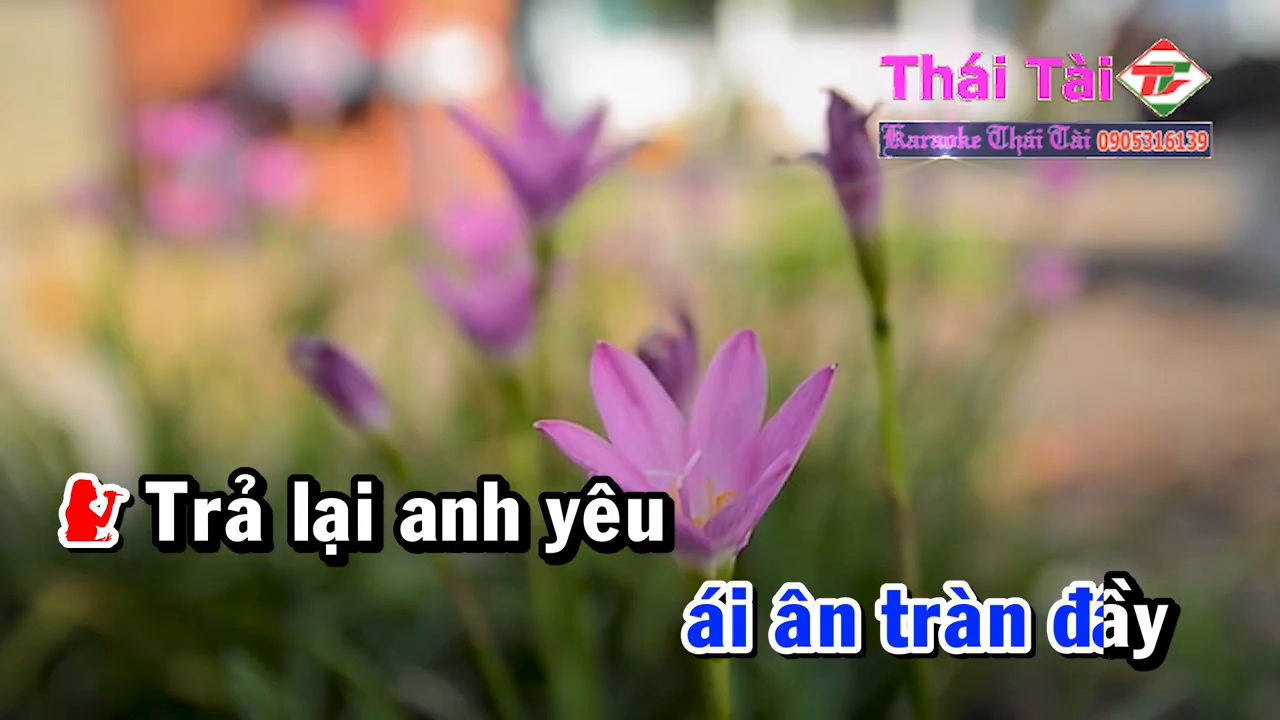 Thái Tài
Karaoke Thái Tài 0905316139
Trả lại anh yêu
ái ân tràn đầy